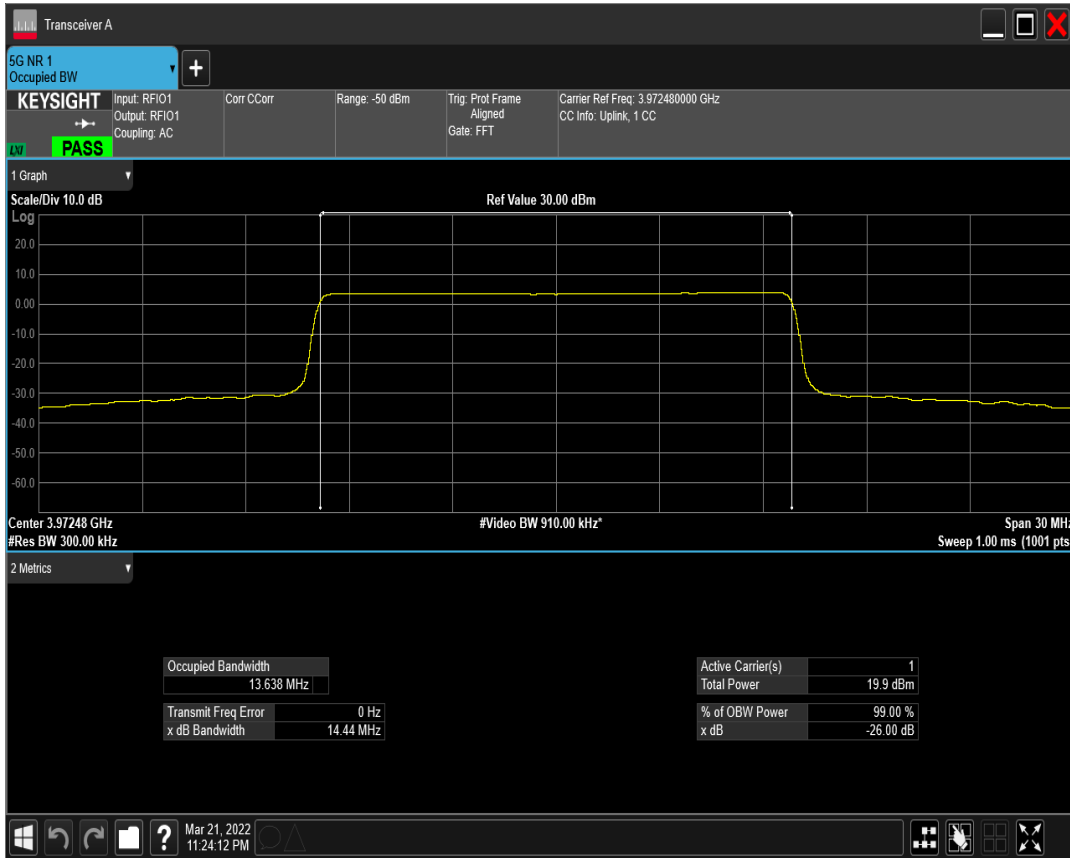 Transceiver A
5G NR 1
Occupied BW
KEYSIGHT
Input: RFIO1
Output: RFIO1
Coupling: AC
Corr CCorr
Range: -50 dBm
Trig: Prot Frame
Aligned
Gate: FFT
Carrier Ref Freq: 3.972480000 GHz
CC Info: Uplink, 1 CC
LXI
PASS
1 Graph
Scale/Div 10.0 dB
Ref Value 30.00 dBm
Log
20.0
10.0
0.00
-10.0
-20.0
-30.0
-40.0
-50.0
-60.0
Center 3.97248 GHz
#Video BW 910.00 kHz*
Span 30 MHz
#Res BW 300.00 kHz
Sweep 1.00 ms (1001 pts
2 Metrics
Occupied Bandwidth
13.638 MHz
Transmit Freq Error 0 Hz
x dB Bandwidth 14.44 MHz
Active Carrier(s) 1
Total Power 19.9 dBm
% of OBW Power 99.00 %
x dB -26.00 dB
?
Mar 21, 2022
11:24:12 PM